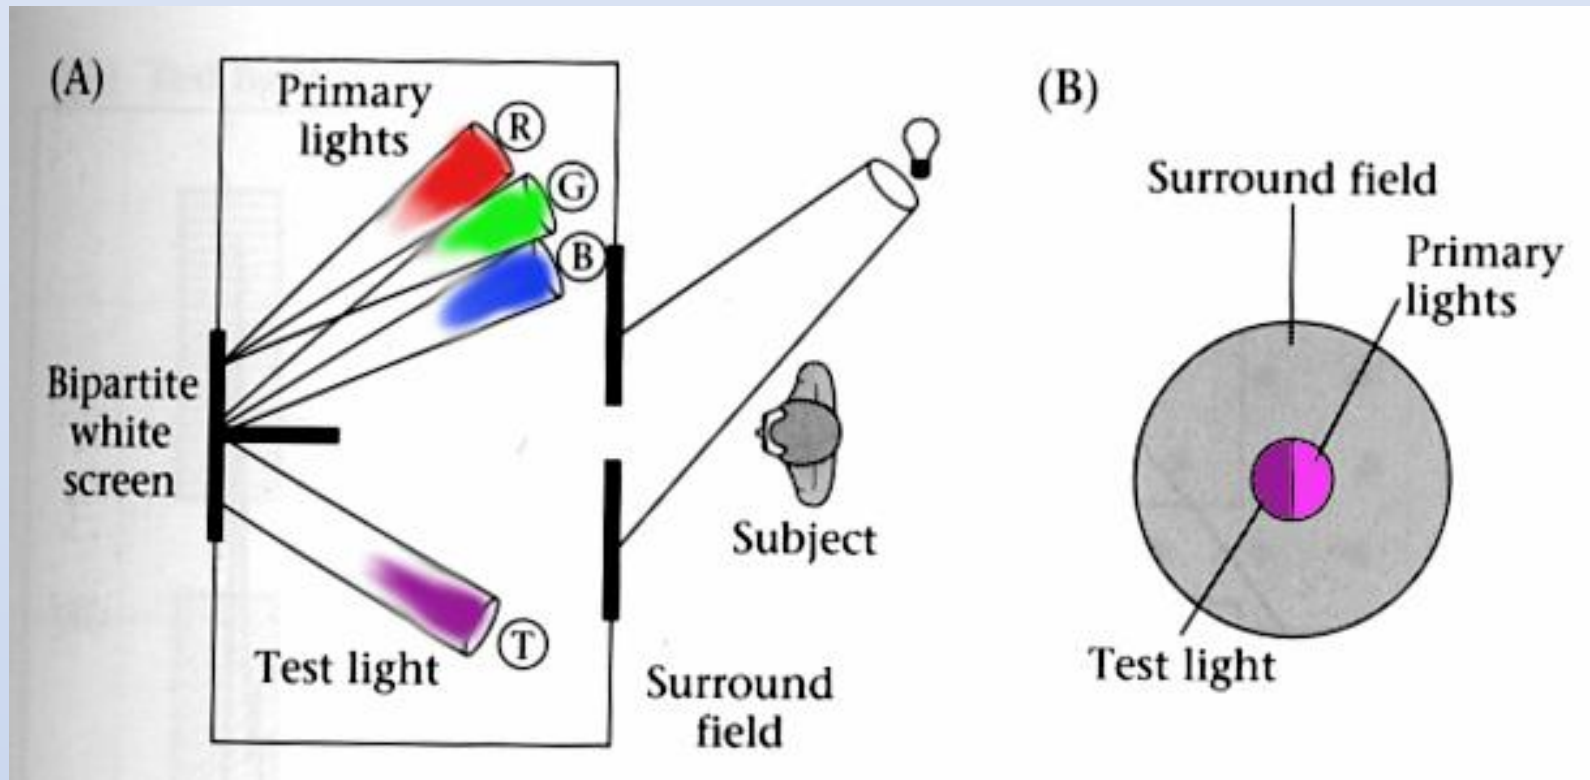 (A)
Primary
lights
R
G
B
Bipartite
white
screen
Subject
Test light
T
Surround
field
(B)
Surround field
Primary
lights
Test light